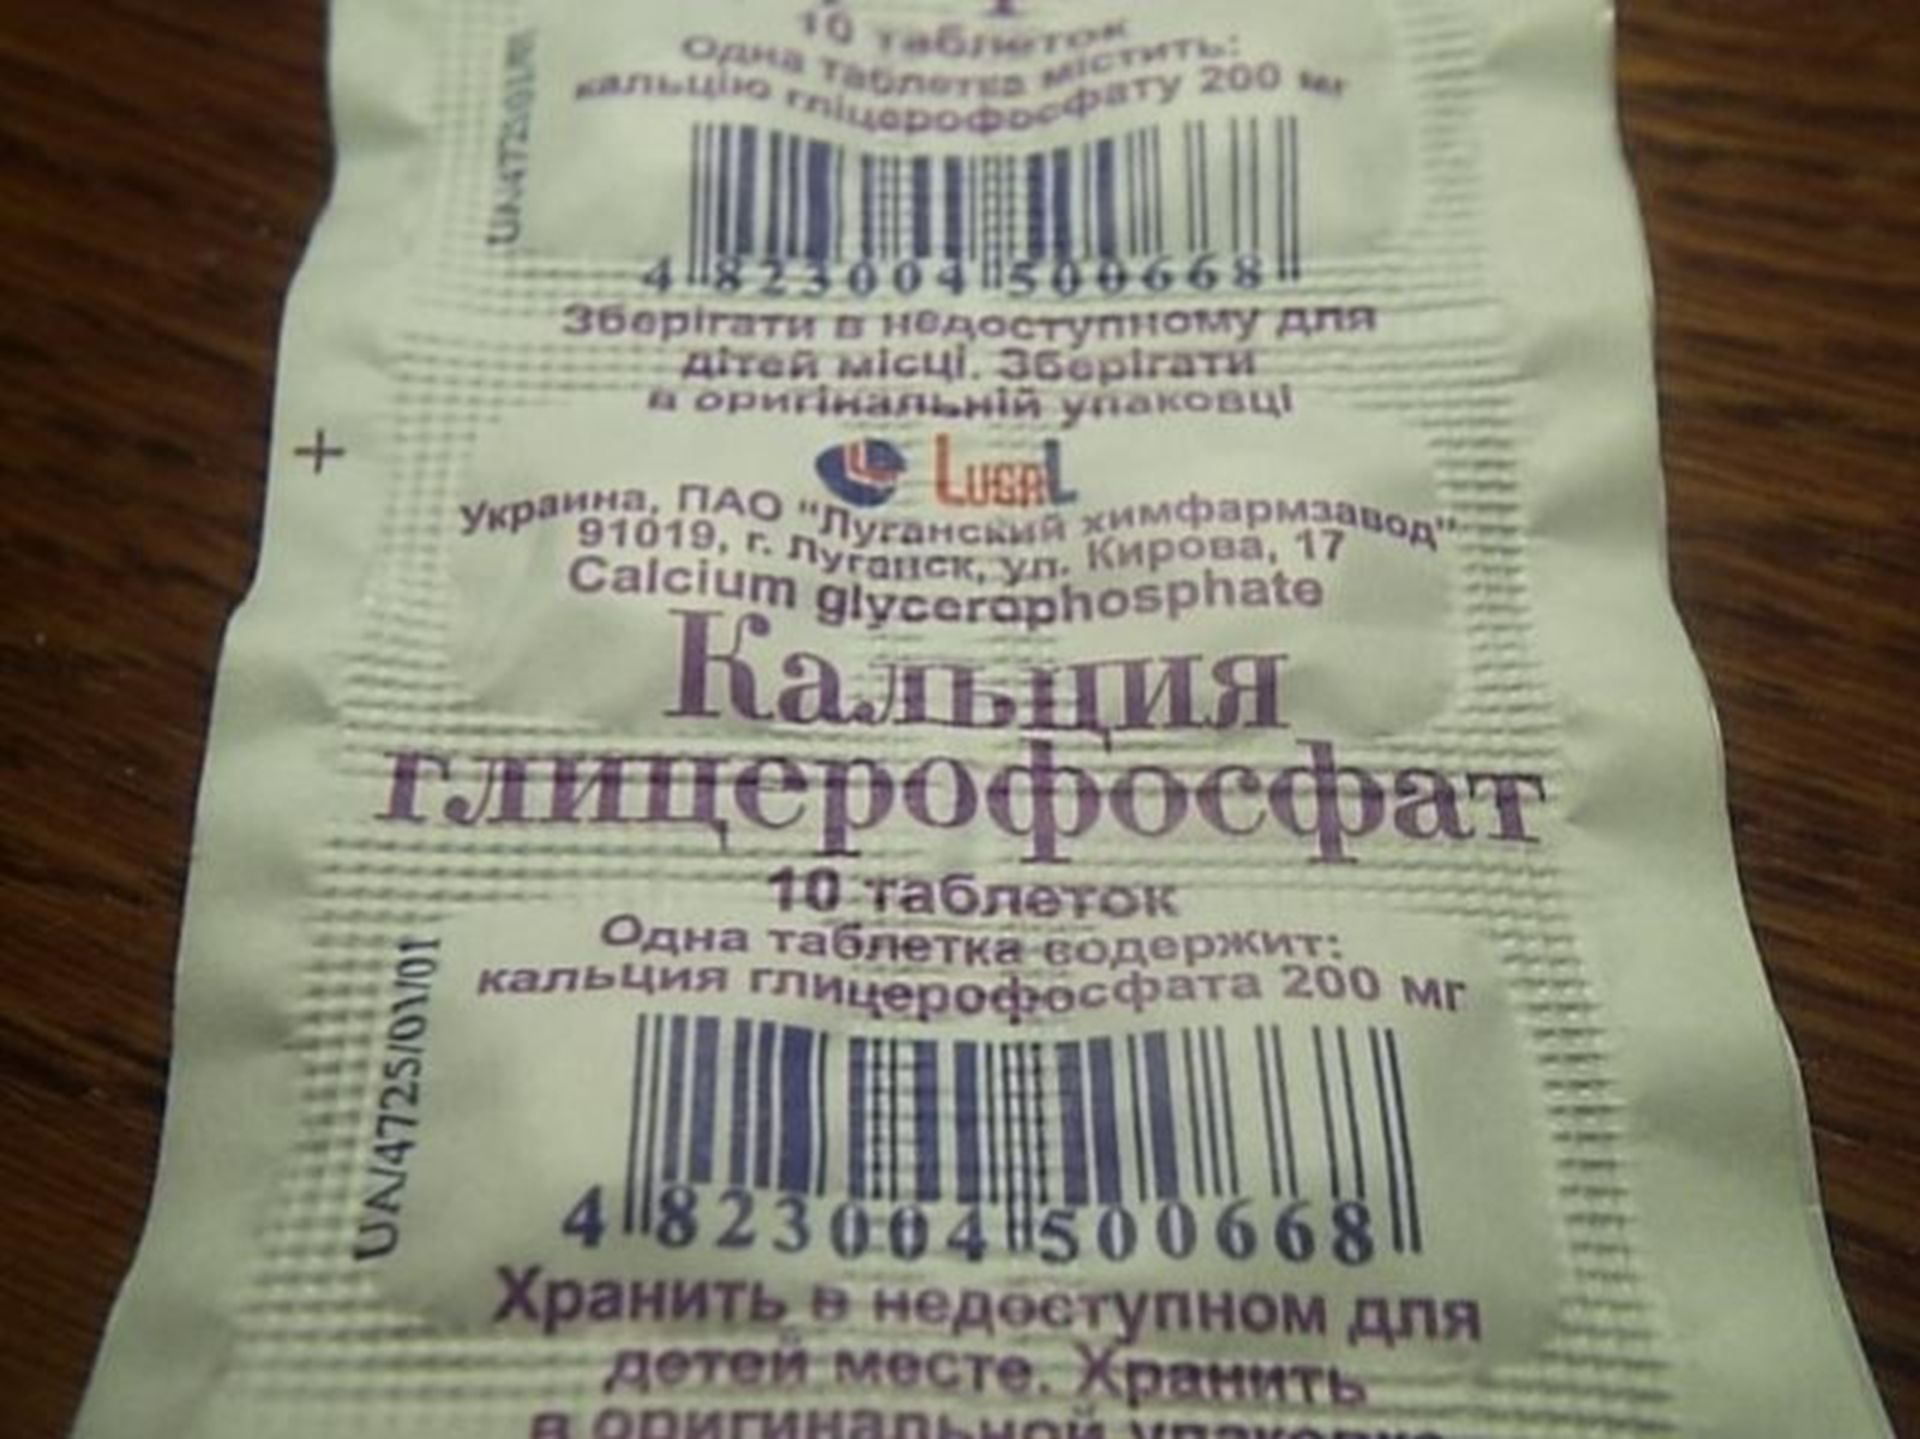 10 таблеток
Одна таблетка містить:
кальцію гліцерофосфату 200 мг
UA/4725/01/01
4 823004 500668
Зберігати в недоступному для
дітей місці. Зберігати
в оригінальній упаковці
+
LUGAL
Украина, ПАО "Луганский химфармзавод"
91019, г. Луганск, ул. Кирова, 17
Calcium glycerophosphate
Кальция
глицерофосфат
10 таблеток
Одна таблетка содержит:
кальция глицерофосфата 200 мг
UA/4725/01/01
4 823004 500668
Хранить в недоступном для
детей месте. Хранить
в оригинальной упаковке